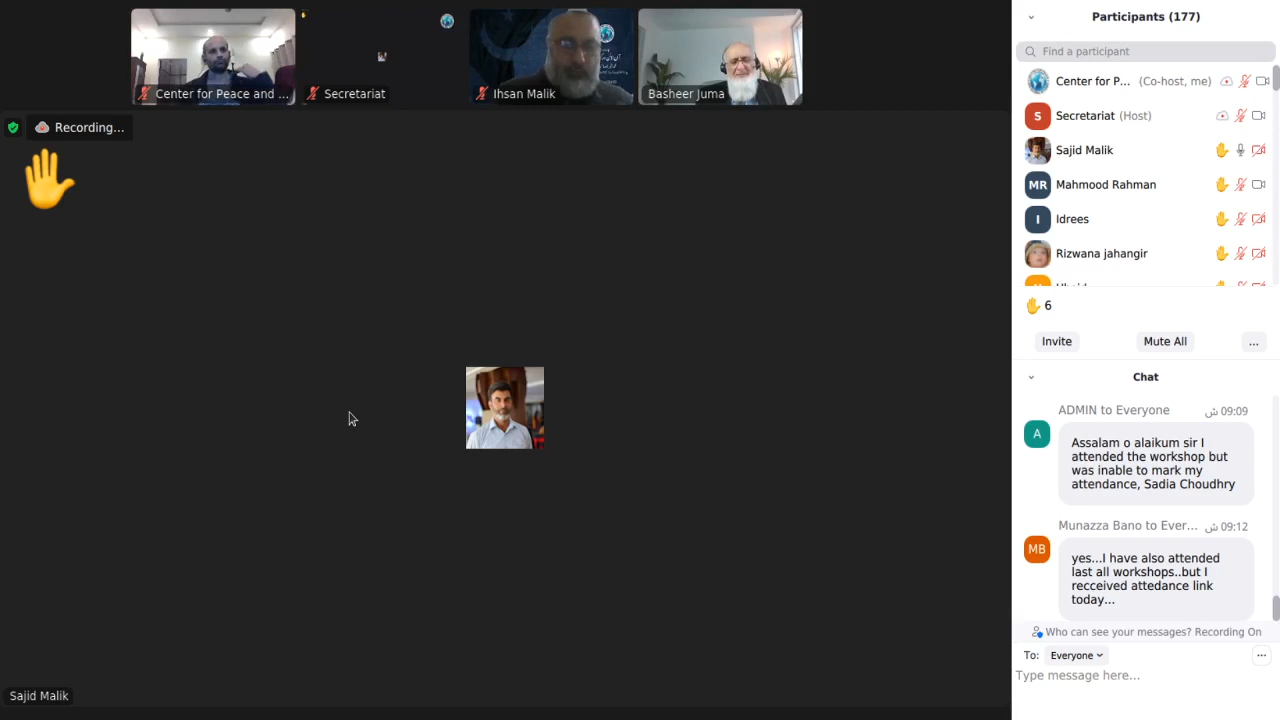 Center for Peace and ...
Secretariat
Ihsan Malik
Basheer Juma
Recording...
Sajid Malik
Participants (177)
Find a participant
Center for P... (Co-host, me)
S Secretariat (Host)
Sajid Malik
MR Mahmood Rahman
I Idrees
Rizwana jahangir
6
Invite
Mute All
...
Chat
ADMIN to Everyone
09:09 ش
A
Assalam o alaikum sir I
attended the workshop but
was inable to mark my
attendance, Sadia Choudhry
Munazza Bano to Ever...
09:12 ش
MB
yes...I have also attended
last all workshops..but I
recceived attedance link
today...
Who can see your messages? Recording On
To: Everyone
...
Type message here...